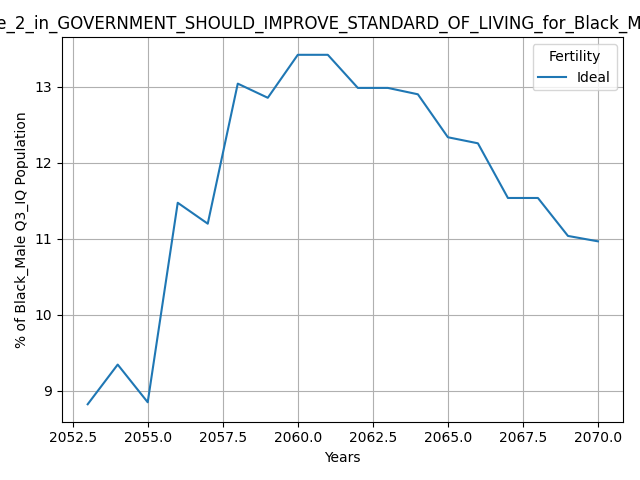 e_2_in_GOVERNMENT_SHOULD_IMPROVE_STANDARD_OF_LIVING_for_Black_M
Fertility
Ideal
% of Black_Male Q3_IQ Population
13
12
11
10
9
2052.5 2055.0 2057.5 2060.0 2062.5 2065.0 2067.5 2070.0
Years